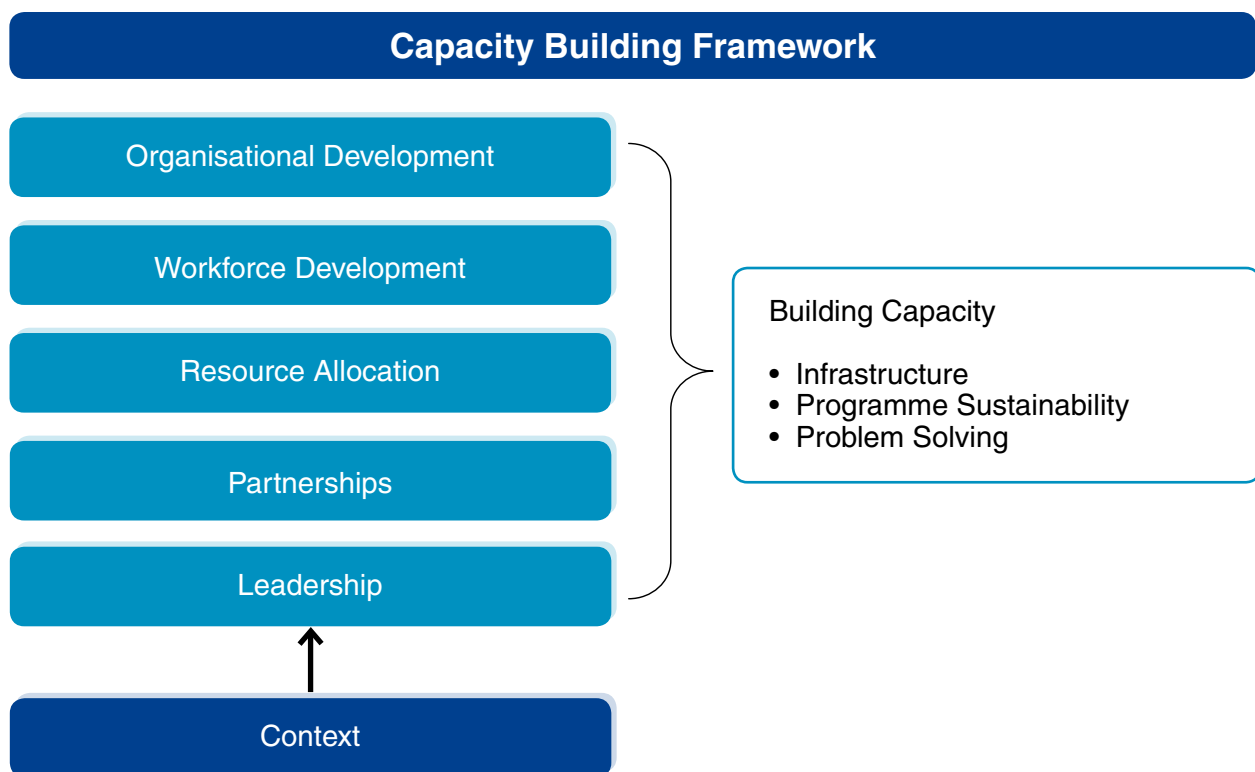 Capacity Building Framework
Organisational Development
Workforce Development
Resource Allocation
Partnerships
Leadership
Context
Building Capacity
• Infrastructure
• Programme Sustainability
• Problem Solving